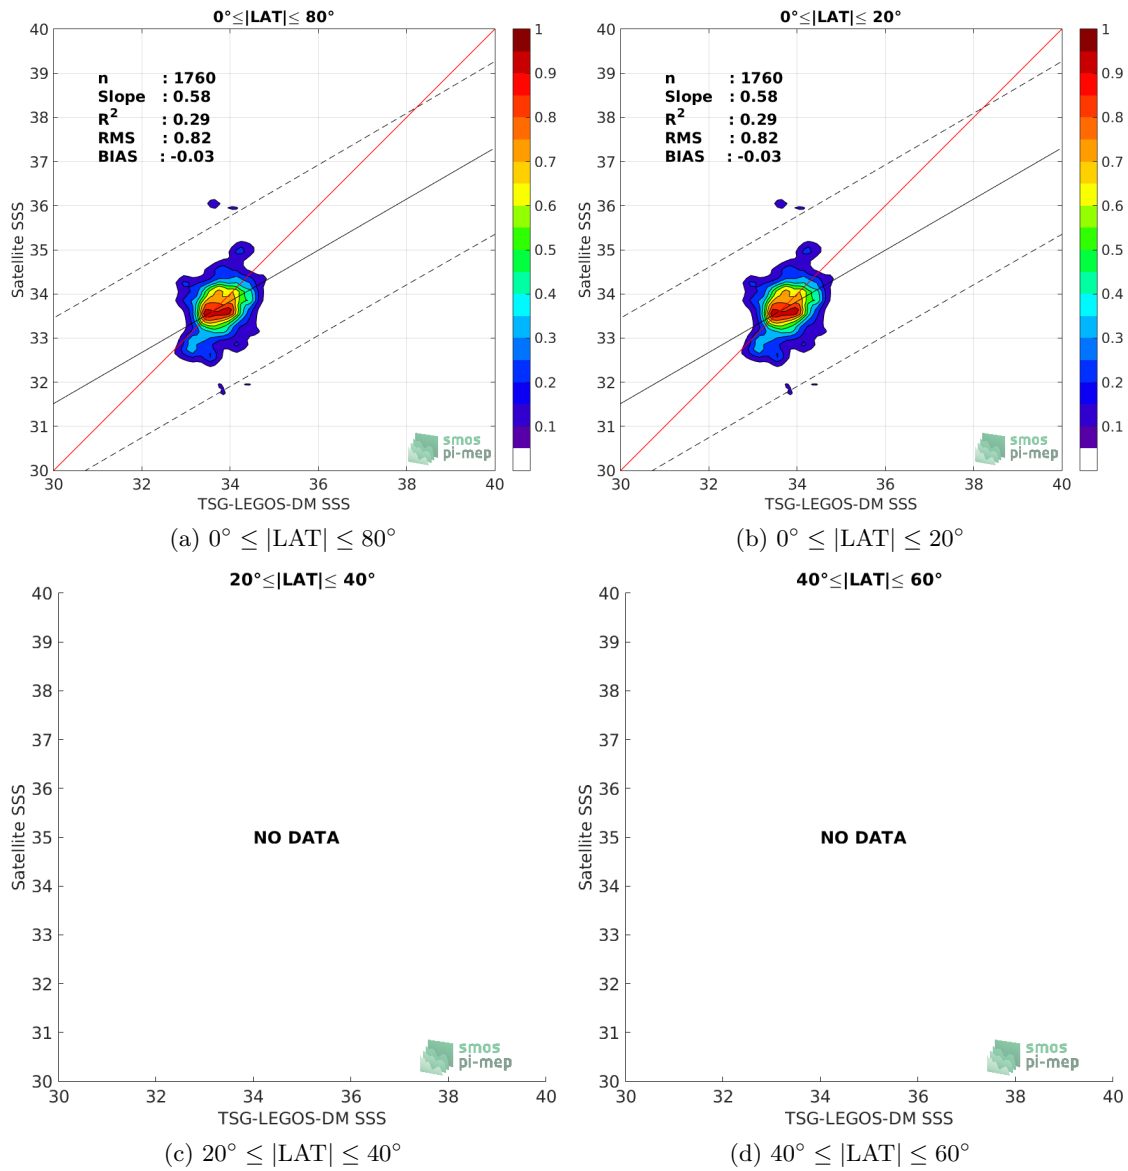 0°≤|LAT|≤ 80°
40
39
38
37
36
35
34
33
32
31
30
n : 1760
Slope : 0.58
R2 : 0.29
RMS : 0.82
BIAS : -0.03
Satellite SSS
30 32 34 36 38 40
TSG-LEGOS-DM SSS
smos
pi-mep
1
0.9
0.8
0.7
0.6
0.5
0.4
0.3
0.2
0.1
(a) 0° ≤ |LAT| ≤ 80°
0°≤|LAT|≤ 20°
40
39
38
37
36
35
34
33
32
31
30
n : 1760
Slope : 0.58
R2 : 0.29
RMS : 0.82
BIAS : -0.03
Satellite SSS
30 32 34 36 38 40
TSG-LEGOS-DM SSS
smos
pi-mep
1
0.9
0.8
0.7
0.6
0.5
0.4
0.3
0.2
0.1
(b) 0° ≤ |LAT| ≤ 20°
20°≤|LAT|≤ 40°
40
39
38
37
36
35
34
33
32
31
30
Satellite SSS
NO DATA
smos
pi-mep
30 32 34 36 38 40
TSG-LEGOS-DM SSS
(c) 20° ≤ |LAT| ≤ 40°
40°≤|LAT|≤ 60°
40
39
38
37
36
35
34
33
32
31
30
Satellite SSS
NO DATA
smos
pi-mep
30 32 34 36 38 40
TSG-LEGOS-DM SSS
(d) 40° ≤ |LAT| ≤ 60°